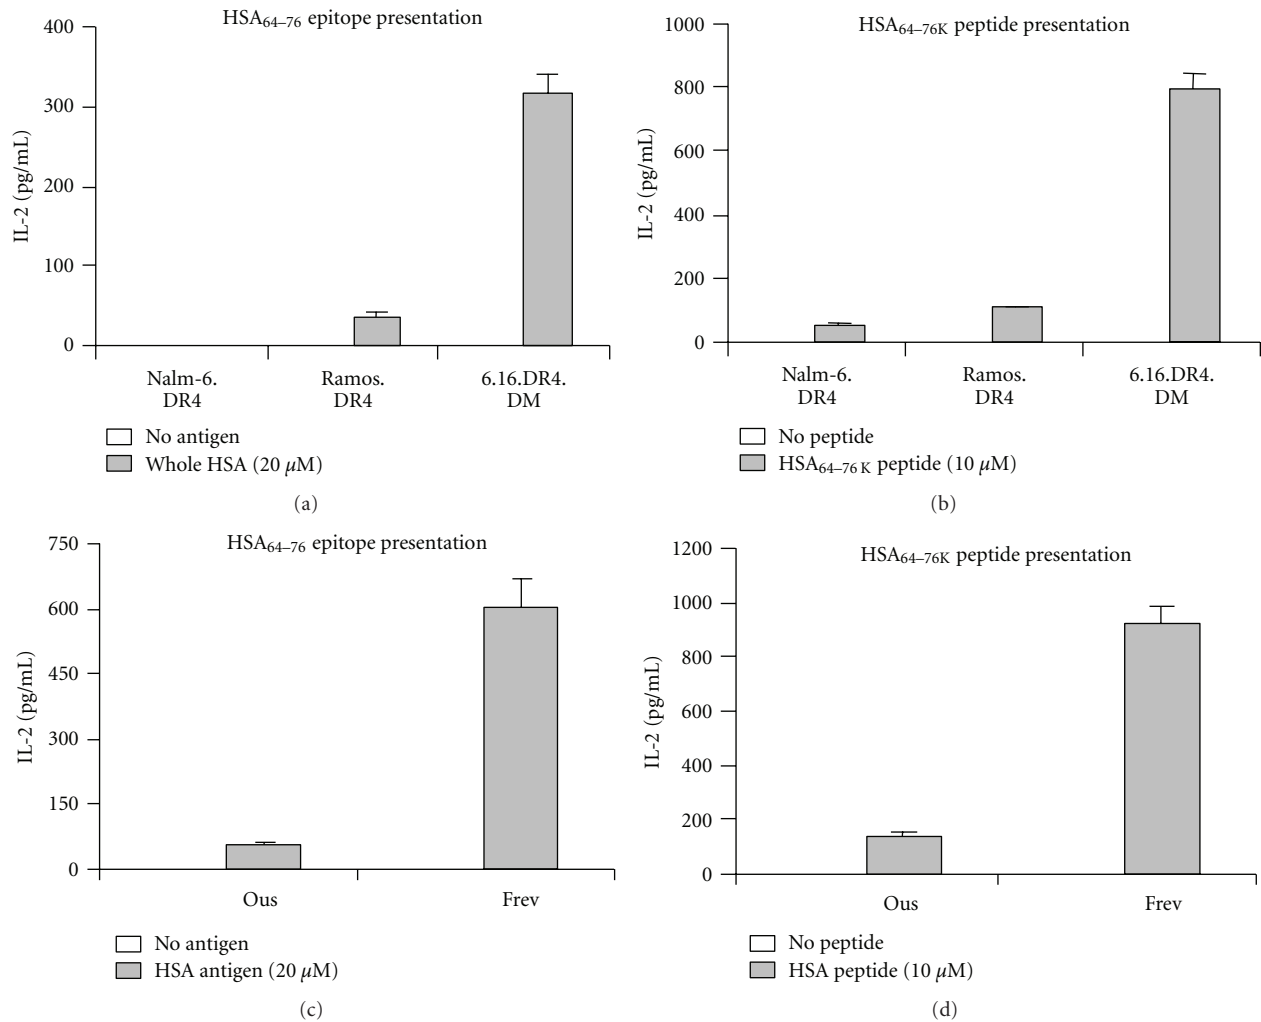 HSA64–76 epitope presentation
400
300
200
100
0
IL-2 (pg/mL)
Nalm-6.
DR4
Ramos.
DR4
6.16.DR4.
DM
No antigen
Whole HSA (20 μM)
(a)
HSA64–76K peptide presentation
1000
800
600
400
200
0
IL-2 (pg/mL)
Nalm-6.
DR4
Ramos.
DR4
6.16.DR4.
DM
No peptide
HSA64–76 K peptide (10 μM)
(b)
HSA64–76 epitope presentation
750
600
450
300
150
0
IL-2 (pg/mL)
Ous
Frev
No antigen
HSA antigen (20 μM)
(c)
HSA64–76K peptide presentation
1200
1000
800
600
400
200
0
IL-2 (pg/mL)
Ous
Frev
No peptide
HSA peptide (10 μM)
(d)